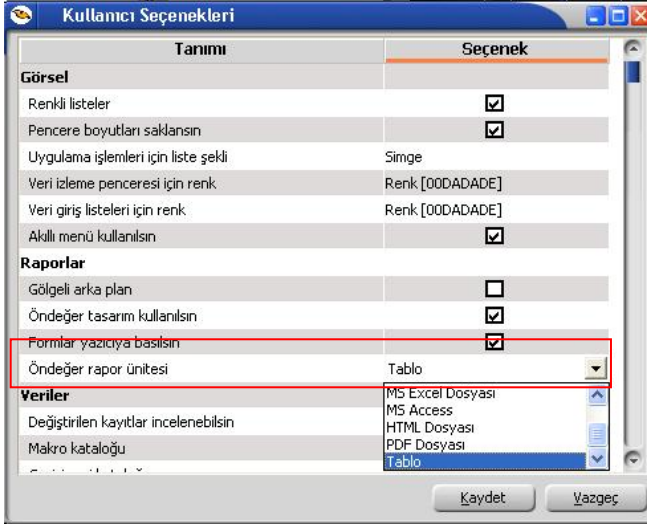 Kullanıcı Seçenekleri
Tanımı Seçenek
Görsel
Renkli listeler
Pencere boyutları saklansın
Uygulama işlemleri için liste şekli Simge
Veri izleme penceresi için renk Renk [00DADADE]
Veri giriş listeleri için renk Renk [00DADADE]
Akıllı menü kullanılsın
Raporlar
Gölgeli arka plan
Öndeğer tasarım kullanılsın
Formlar yazıcıya basılsın
Öndeğer rapor ünitesi Tablo
MS Excel Dosyası
Veriler
MS Access
Değiştirilen kayıtlar incelenebilsin
HTML Dosyası
PDF Dosyası
Makro kataloğu
Tablo
Kaydet Vazgeç